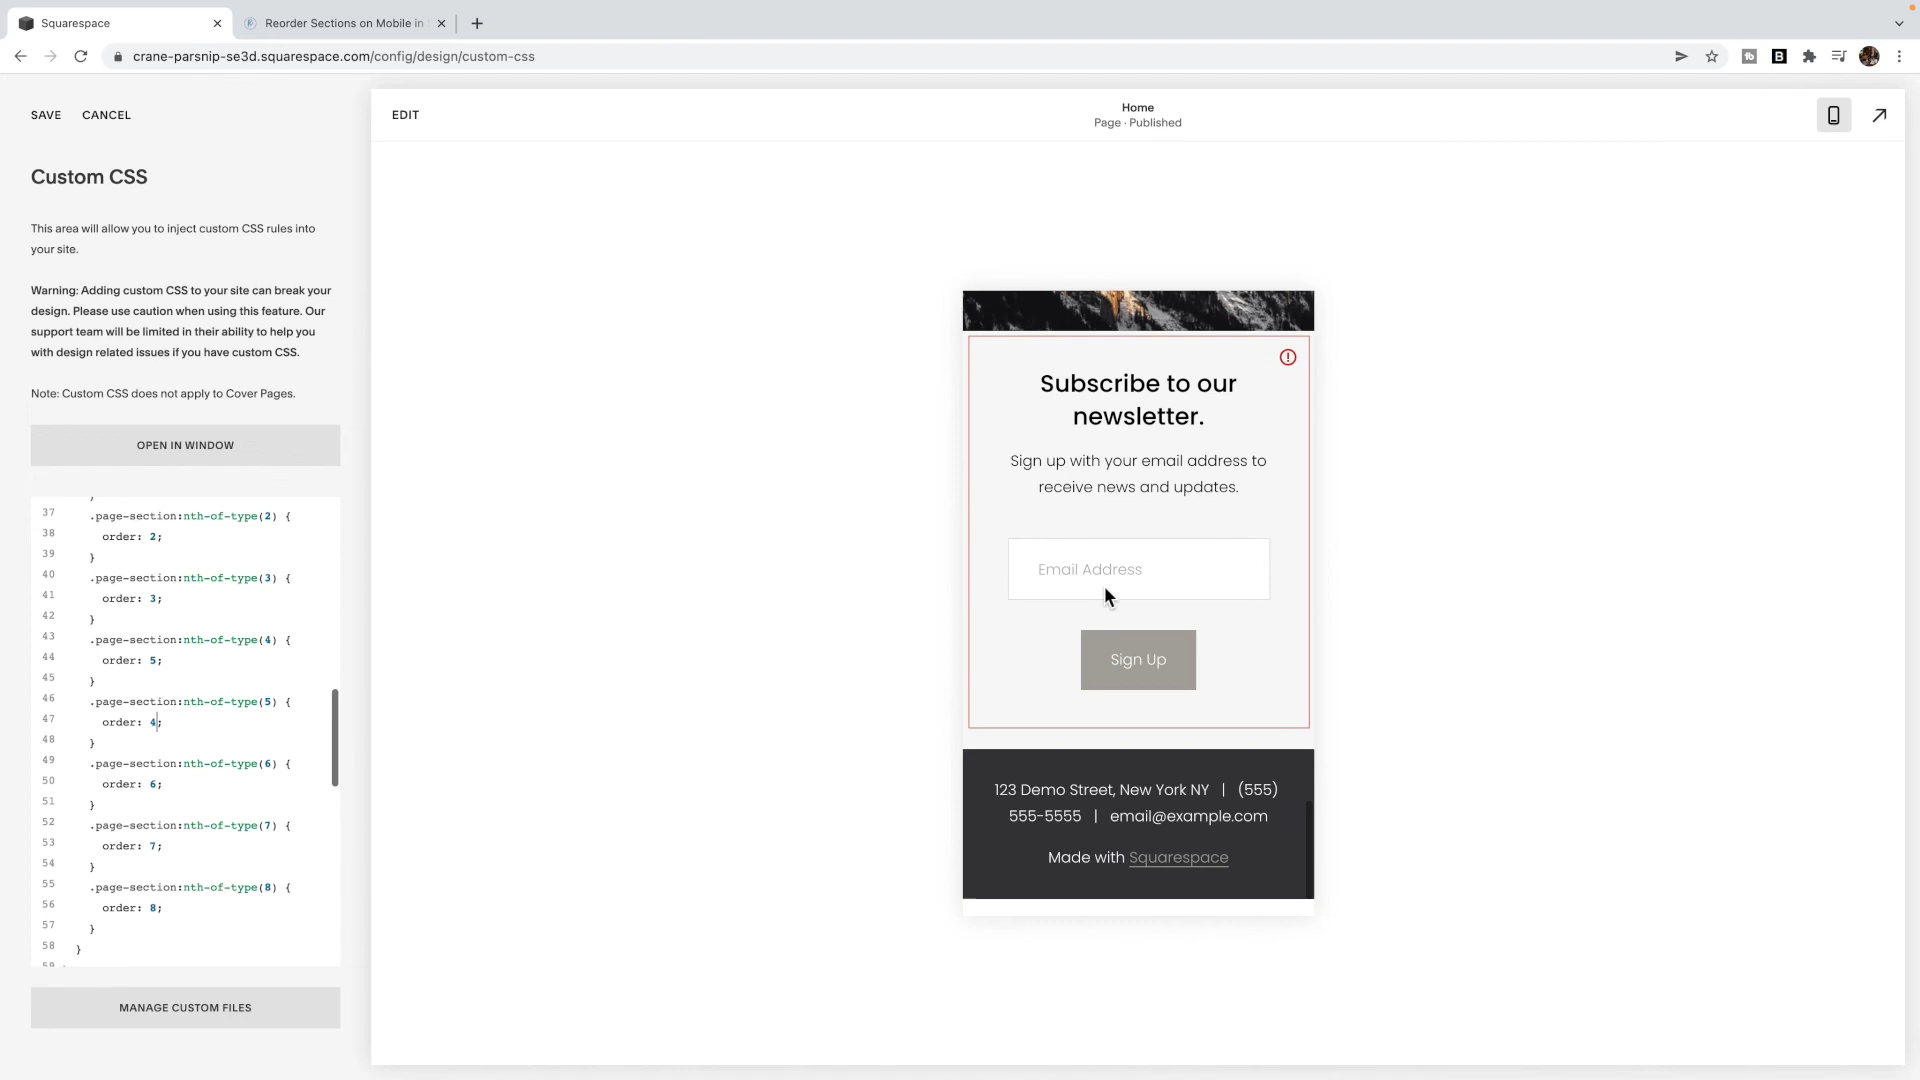 Squarespace
Reorder Sections on Mobile in
crane-parsnip-se3d.squarespace.com/config/design/custom-css
SAVE CANCEL
EDIT
Home
Page · Published
Custom CSS
This area will allow you to inject custom CSS rules into
your site.
Warning: Adding custom CSS to your site can break your
design. Please use caution when using this feature. Our
support team will be limited in their ability to help you
with design related issues if you have custom CSS.
Note: Custom CSS does not apply to Cover Pages.
OPEN IN WINDOW
}
37 .page-section:nth-of-type(2) {
38 order: 2;
39 }
40 .page-section:nth-of-type(3) {
41 order: 3;
42 }
43 .page-section:nth-of-type(4) {
44 order: 5;
45 }
46 .page-section:nth-of-type(5) {
47 order: 4;
48 }
49 .page-section:nth-of-type(6) {
50 order: 6;
51 }
52 .page-section:nth-of-type(7) {
53 order: 7;
54 }
55 .page-section:nth-of-type(8) {
56 order: 8;
57 }
58 }
59
MANAGE CUSTOM FILES
Subscribe to our
newsletter.
Sign up with your email address to
receive news and updates.
Email Address
Sign Up
123 Demo Street, New York NY | (555)
555-5555 | email@example.com
Made with Squarespace